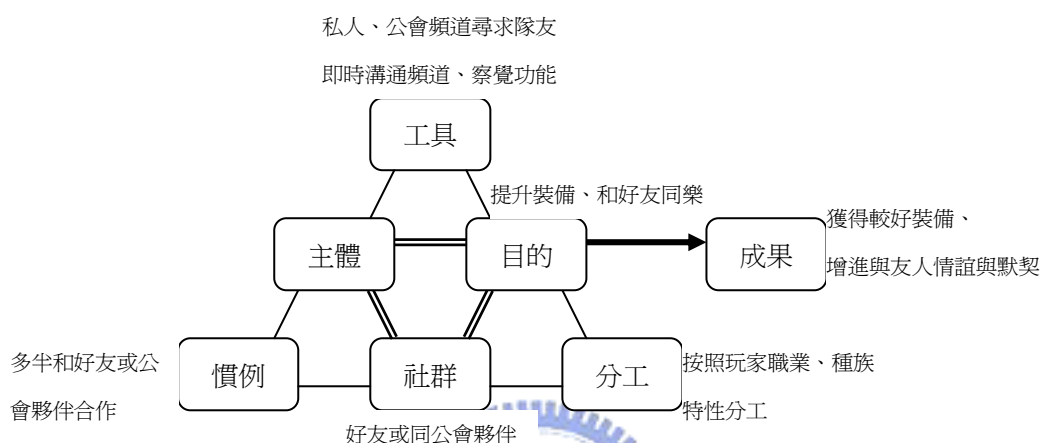 私人、公會頻道尋求隊友
即時溝通頻道、察覺功能
工具
提升裝備、和好友同樂
主體
目的
成果
獲得較好裝備、
增進與友人情誼與默契
多半和好友或公
會夥伴合作
慣例
社群
分工
按照玩家職業、種族
特性分工
好友或同公會夥伴